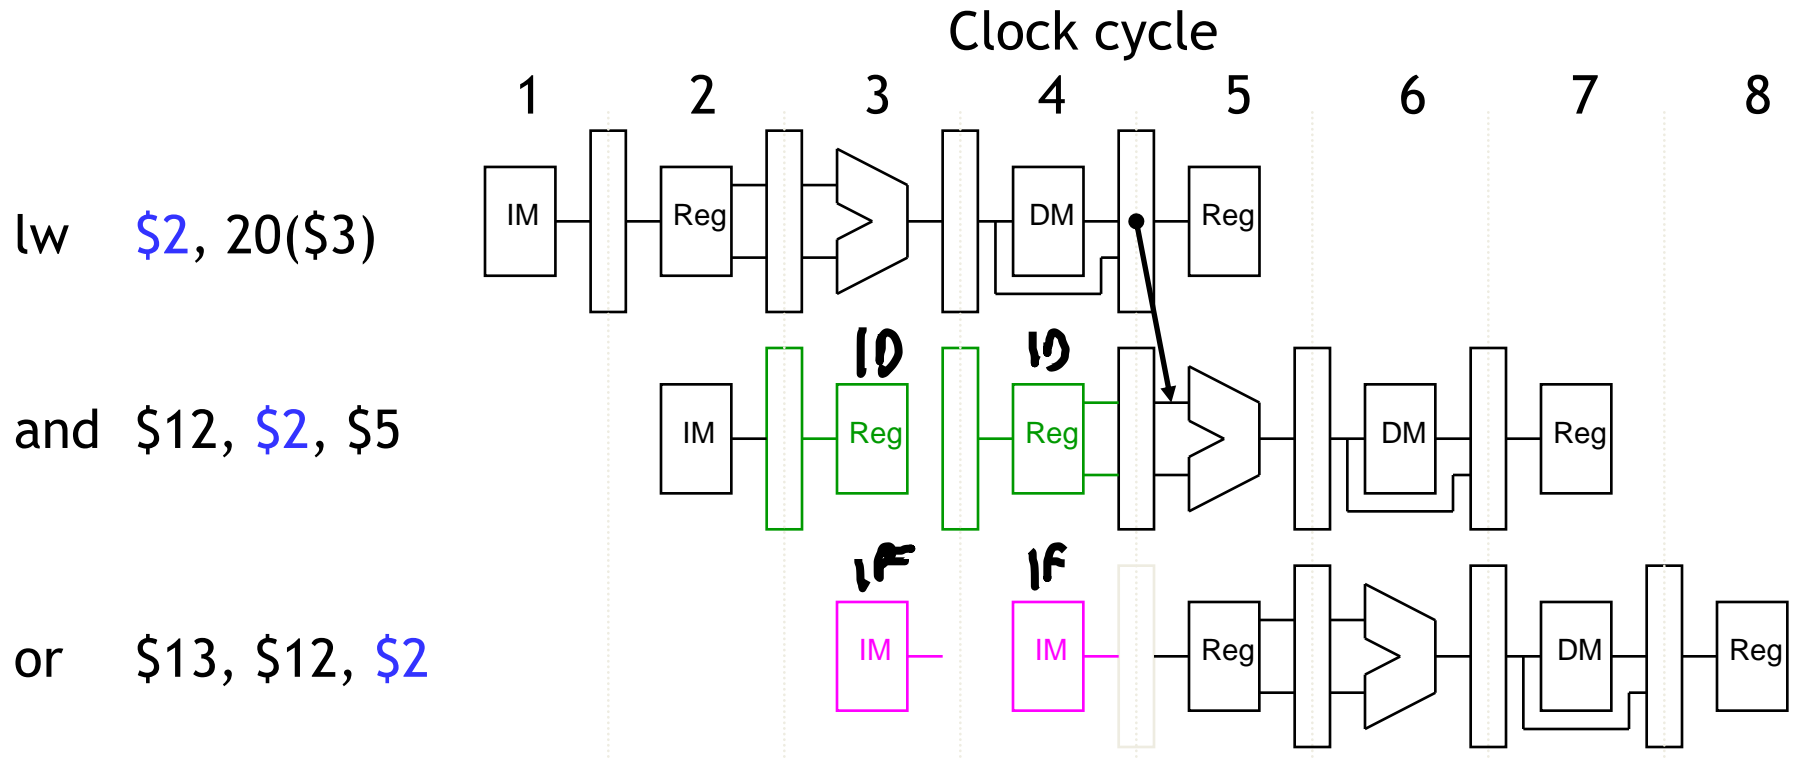 Clock cycle
1 2 3 4 5 6 7 8
lw $2, 20($3) IM Reg DM Reg
ID ID
and $12, $2, $5 IM Reg Reg DM Reg
IF IF
or $13, $12, $2 IM IM Reg DM Reg